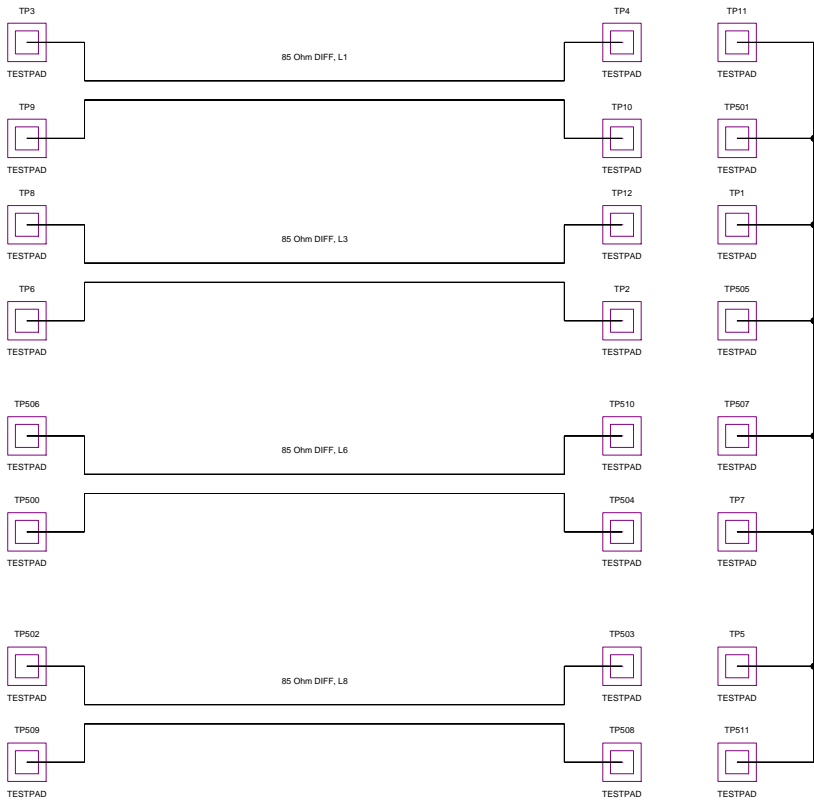 TP3 TP4 TP11
85 Ohm DIFF, L1
TESTPAD TESTPAD TESTPAD
TP9 TP10 TP501
TESTPAD TESTPAD TESTPAD
TP8 TP12 TP1
85 Ohm DIFF, L3
TESTPAD TESTPAD TESTPAD
TP6 TP2 TP505
TESTPAD TESTPAD TESTPAD
TP506 TP510 TP507
85 Ohm DIFF, L6
TESTPAD TESTPAD TESTPAD
TP500 TP504 TP7
TESTPAD TESTPAD TESTPAD
TP502 TP503 TP5
85 Ohm DIFF, L8
TESTPAD TESTPAD TESTPAD
TP509 TP508 TP511
TESTPAD TESTPAD TESTPAD